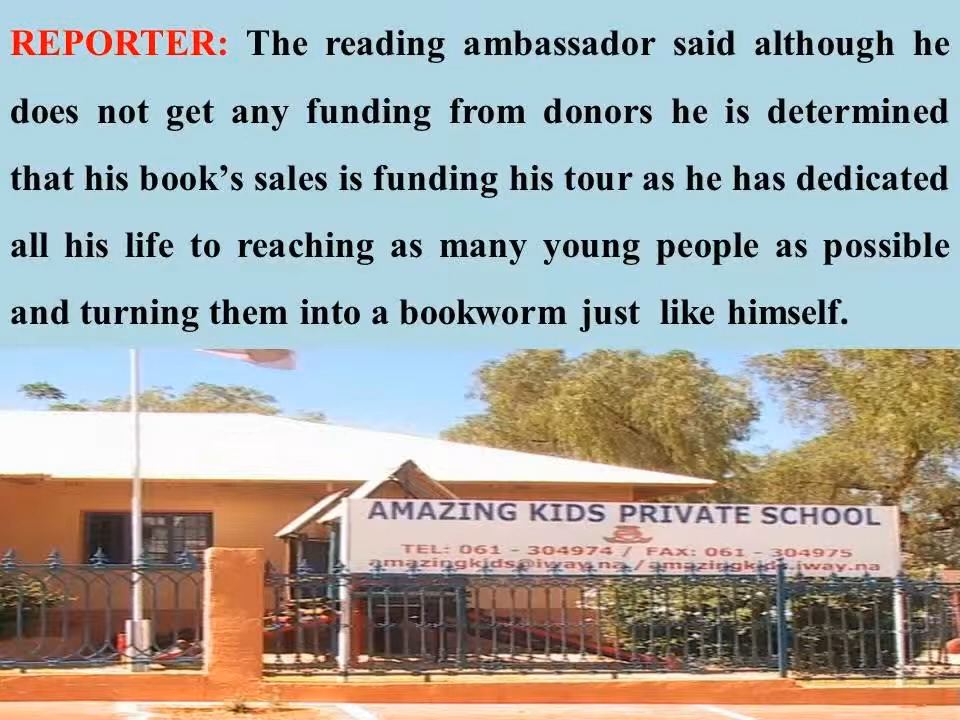 REPORTER: The reading ambassador said although he
does not get any funding from donors he is determined
that his book’s sales is funding his tour as he has dedicated
all his life to reaching as many young people as possible
and turning them into a bookworm just like himself.
AMAZING KIDS PRIVATE SCHOOL
TEL: 061 - 304974 / FAX: 061 - 304975
amazingkids@iway.na / amazingkids.iway.na